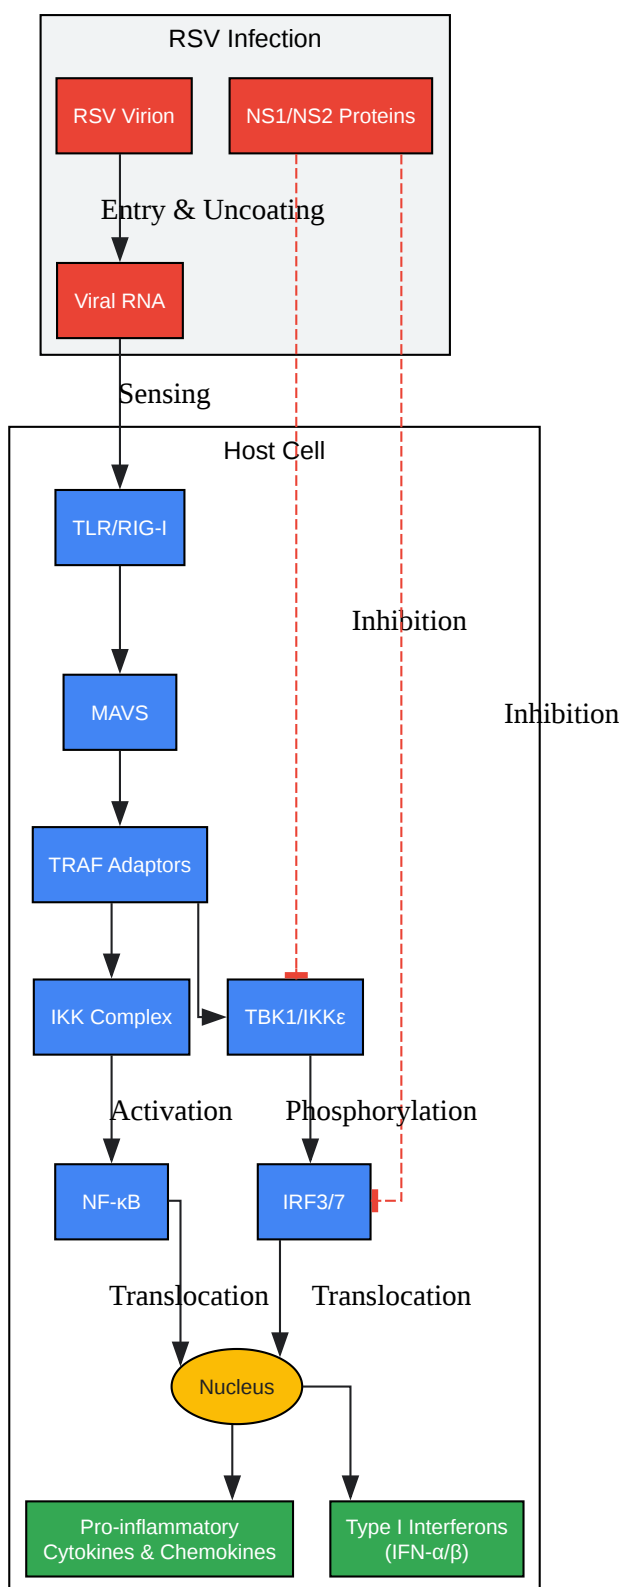 RSV Infection
RSV Virion
NS1/NS2 Proteins
Entry & Uncoating
Viral RNA
Sensing
Host Cell
TLR/RIG-I
Inhibition
MAVS
Inhibition
TRAF Adaptors
IKK Complex
TBK1/IKKε
Activation
Phosphorylation
NF-κB
IRF3/7
Translocation
Translocation
Nucleus
Pro-inflammatory
Cytokines & Chemokines
Type I Interferons
(IFN-α/β)